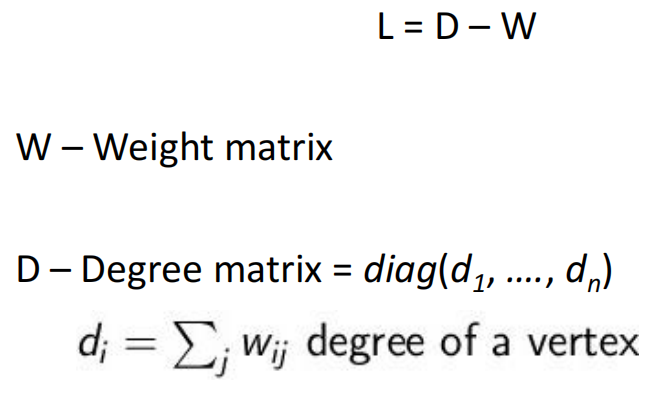 L = D – W
W – Weight matrix
D – Degree matrix = diag(d₁, ...., dₙ)
dᵢ = ∑ⱼ wᵢⱼ degree of a vertex